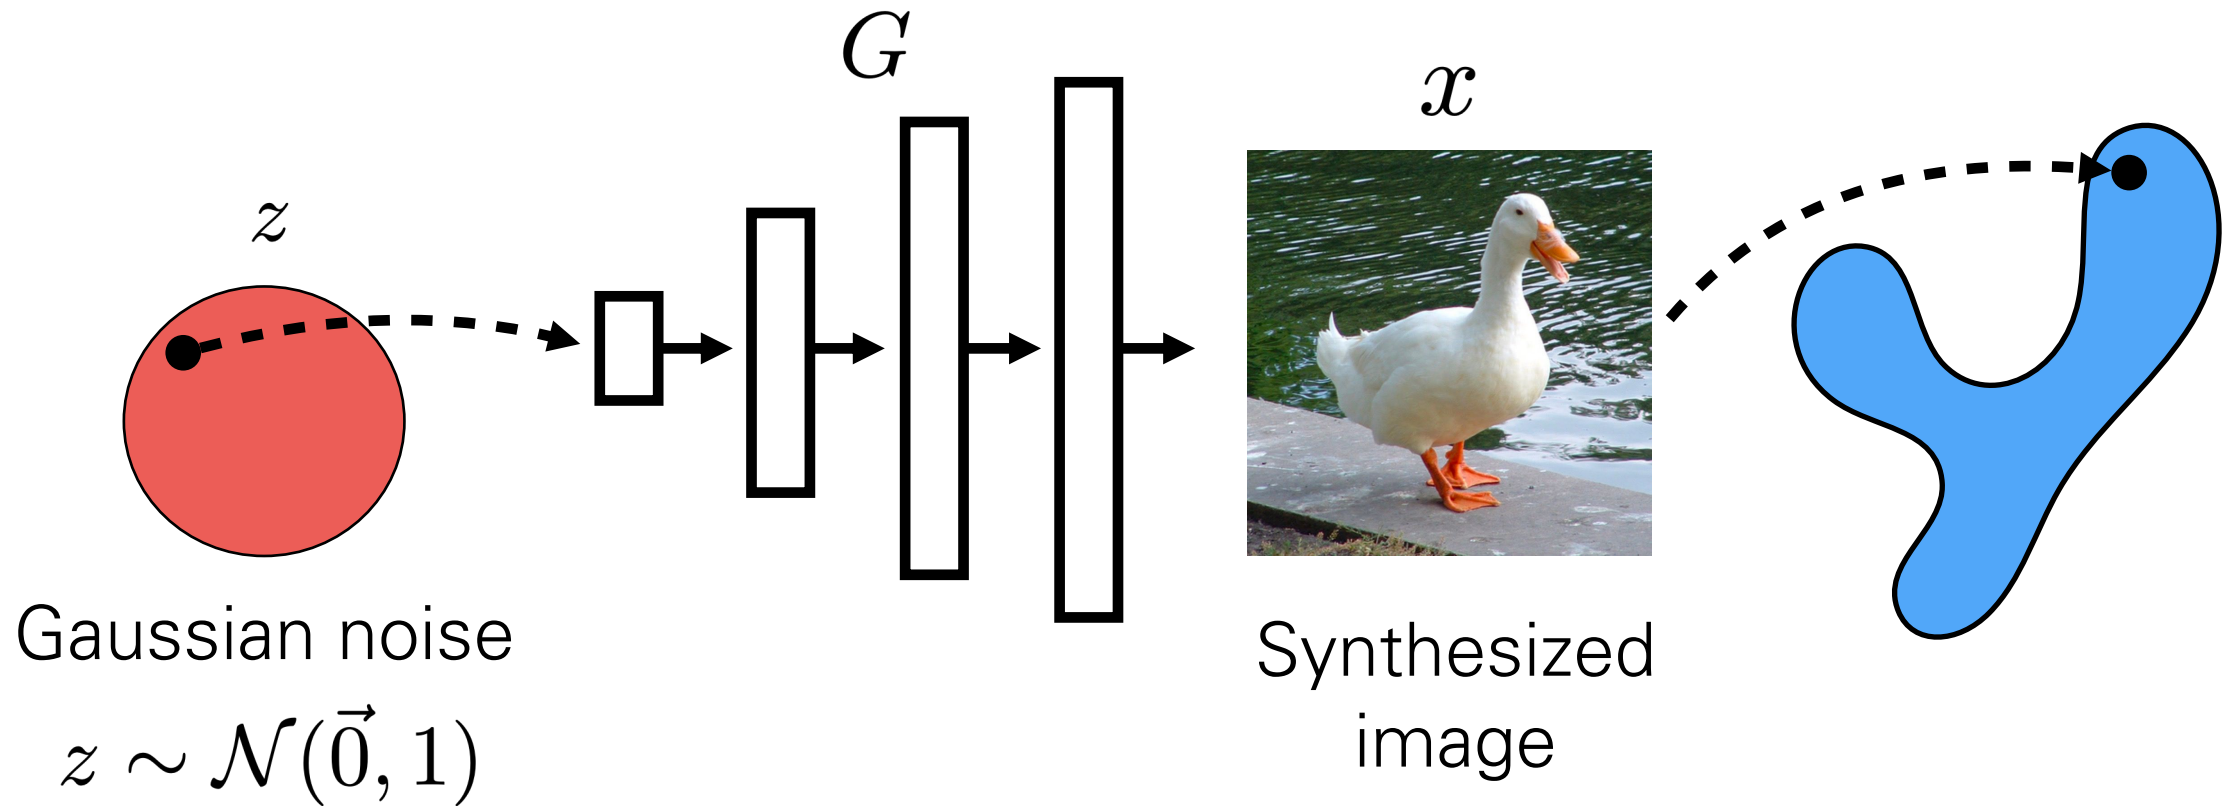 G
x
z
Gaussian noise
z ∼ 𝒩(0⃗, 1)
Synthesized
image